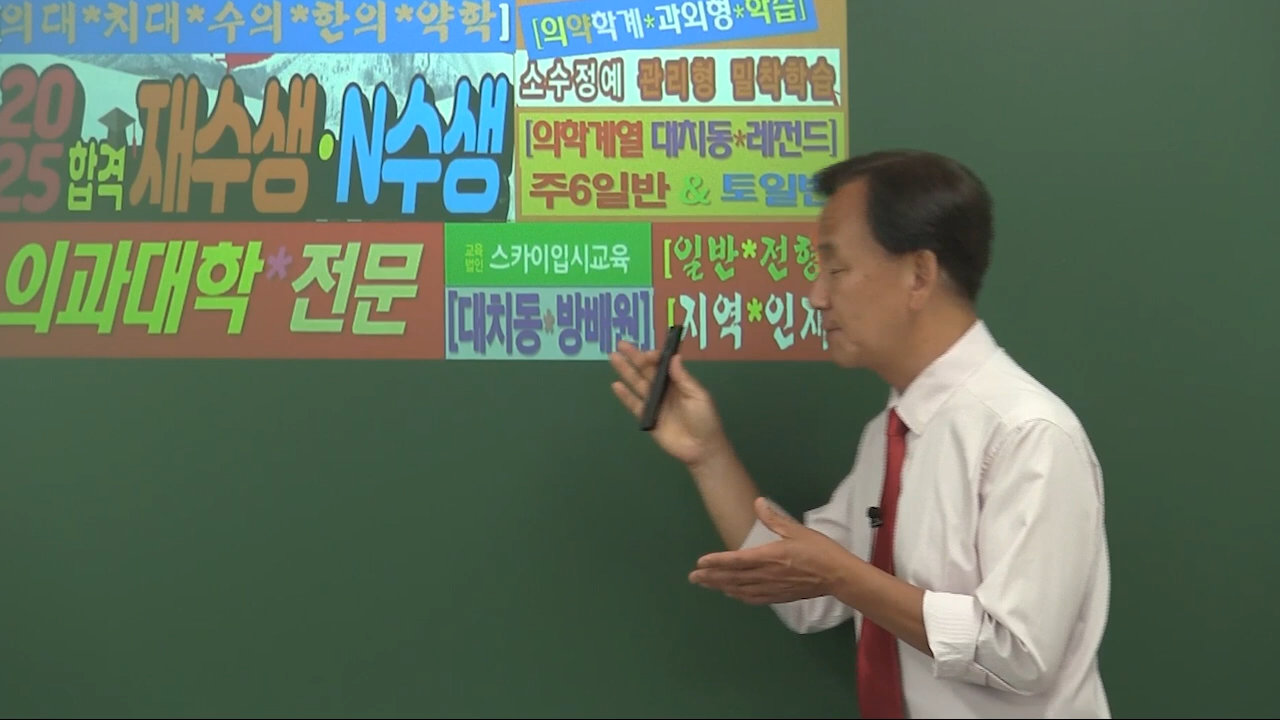 [의대*치대*수의*한의*약학]
[의약학계*과외형*학습]
소수정예 관리형 밀착학습
2025 합격 재수생·N수생
[의학계열 대치동*레전드]
주6일반 & 토일반
의과대학*전문
교육법인 스카이입시교육
[대치동*방배원]
[일반*전형
[지역*인재